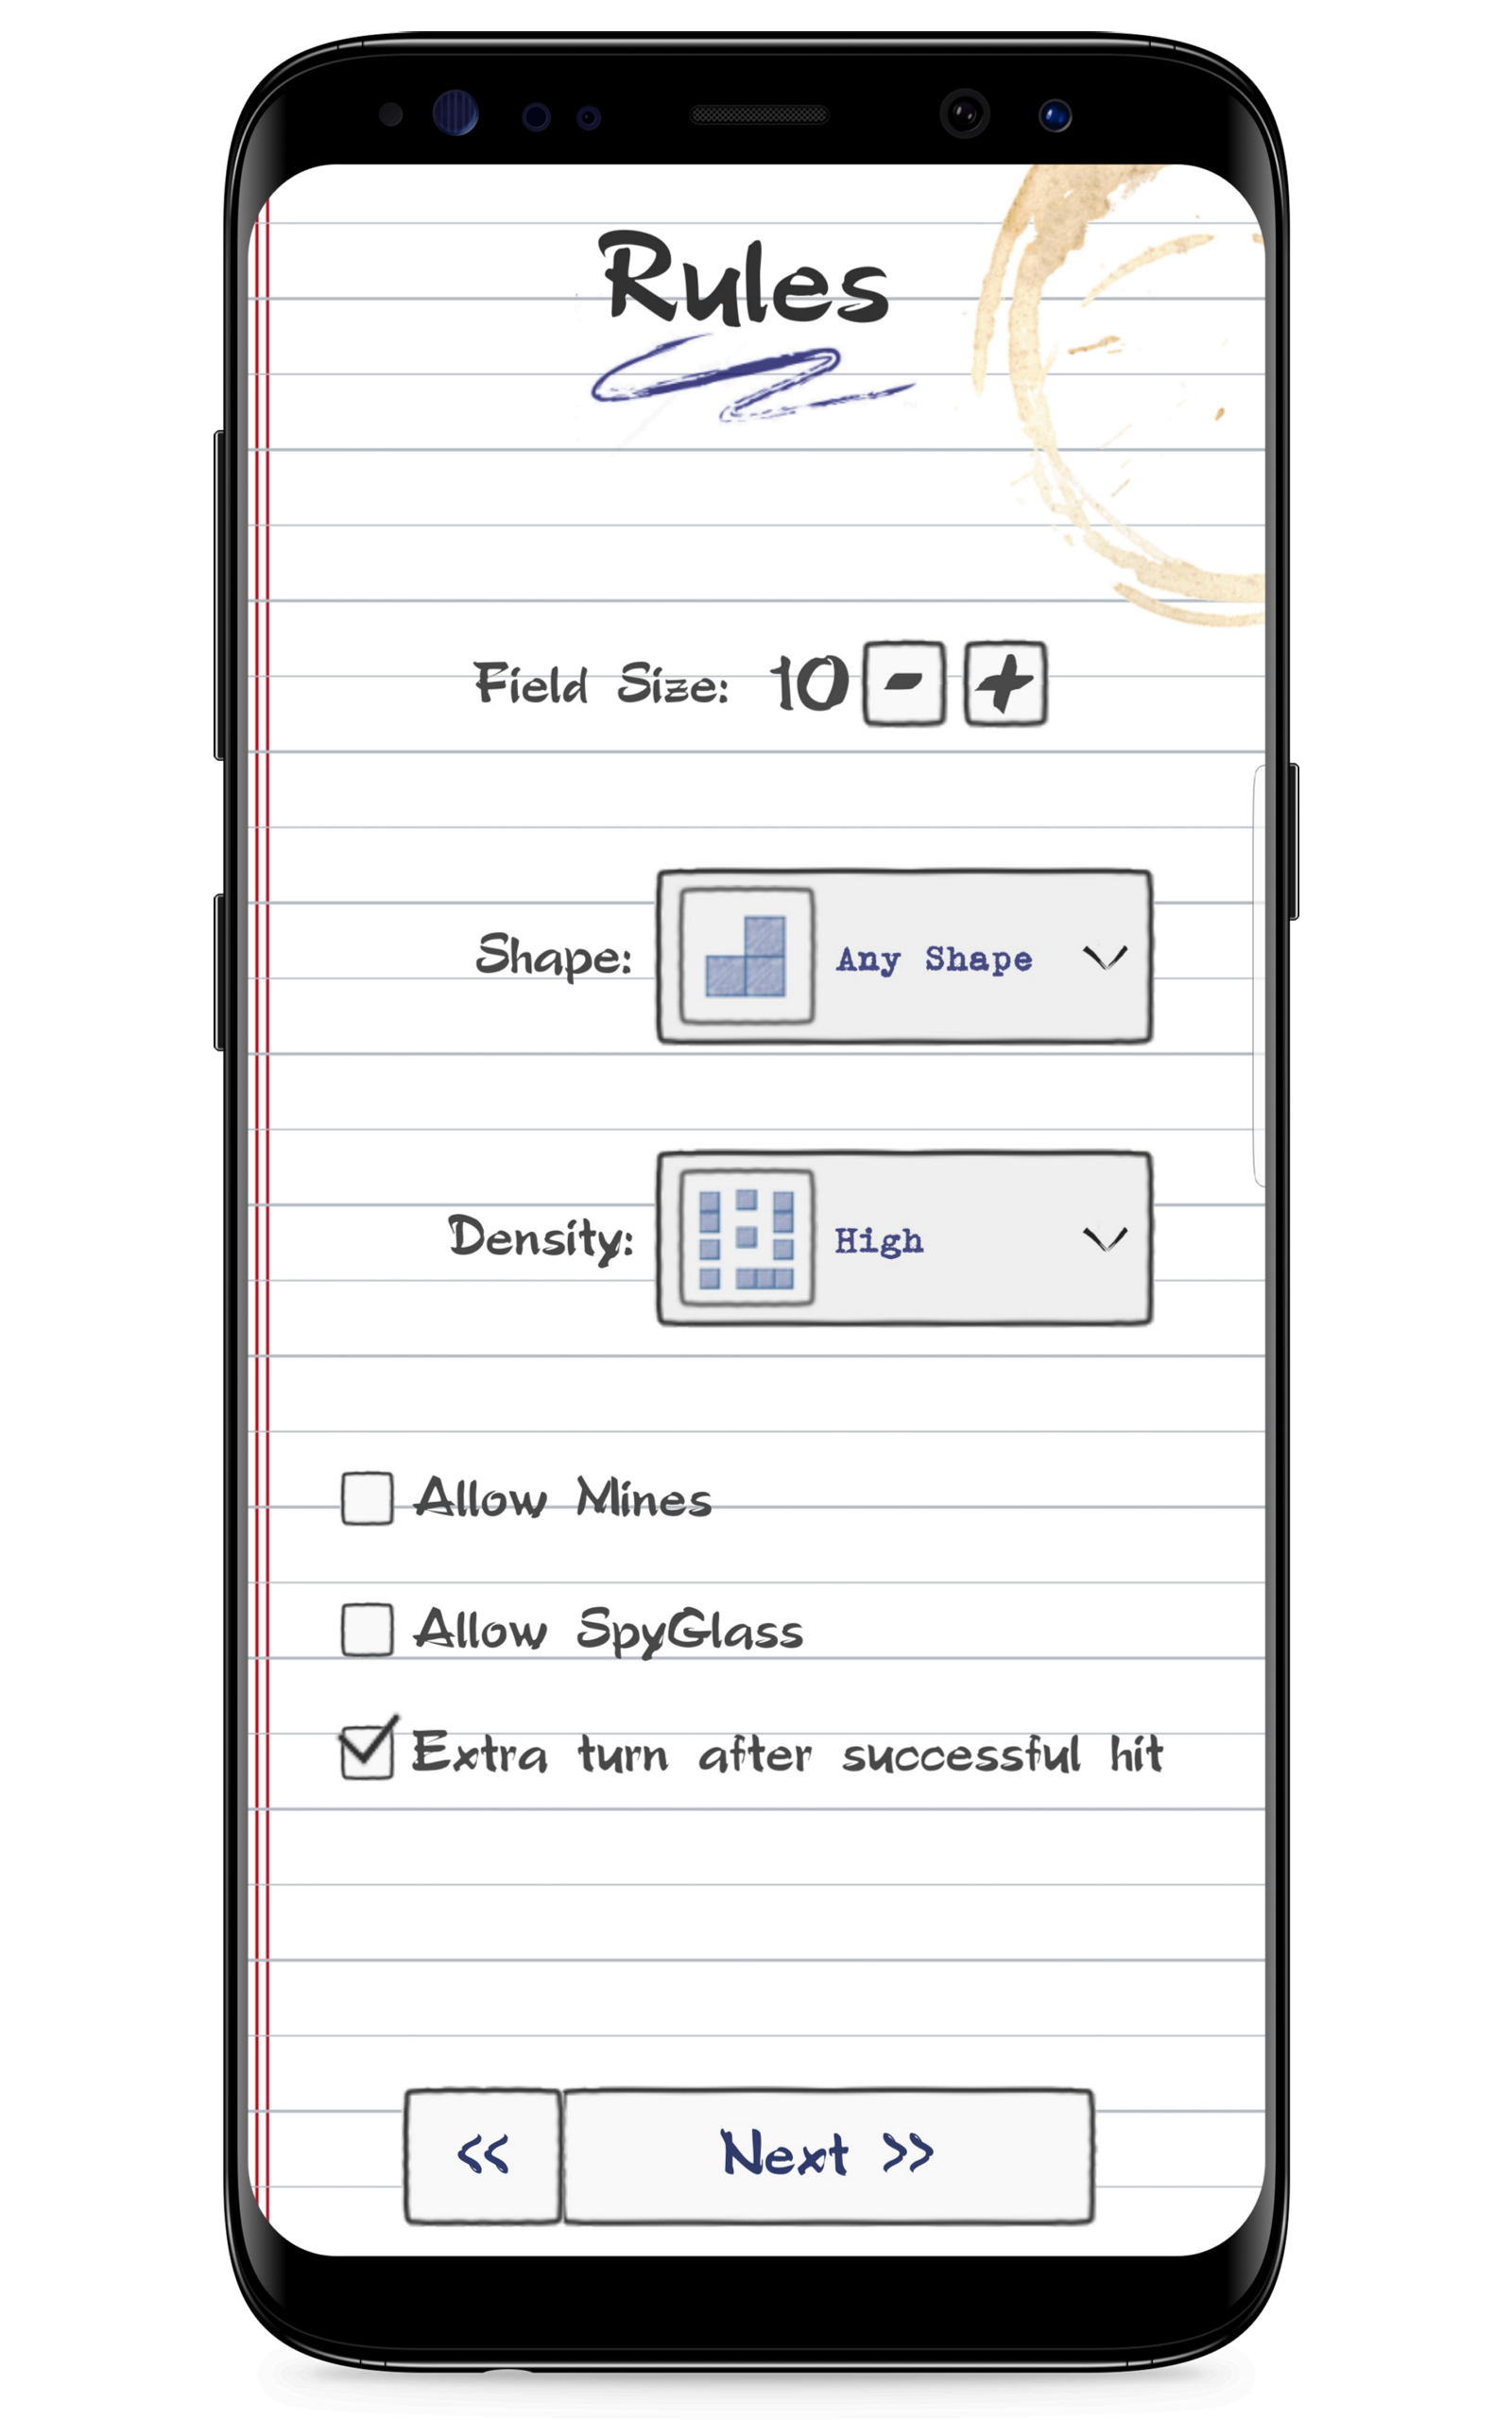 Rules
Field Size: 10 - +
Shape: Any Shape
Density: High
Allow Mines
Allow SpyGlass
Extra turn after successful hit
<< Next >>